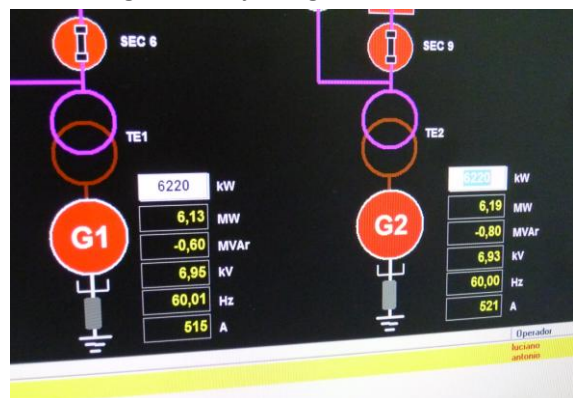 SEC 6
SEC 9
TE1
TE2
6220 kW
6220 kW
G1
6,13 MW
-0,60 MVAr
6,95 kV
60,01 Hz
515 A
G2
6,19 MW
-0,80 MVAr
6,93 kV
60,00 Hz
521 A
Operador
luciano
antonio